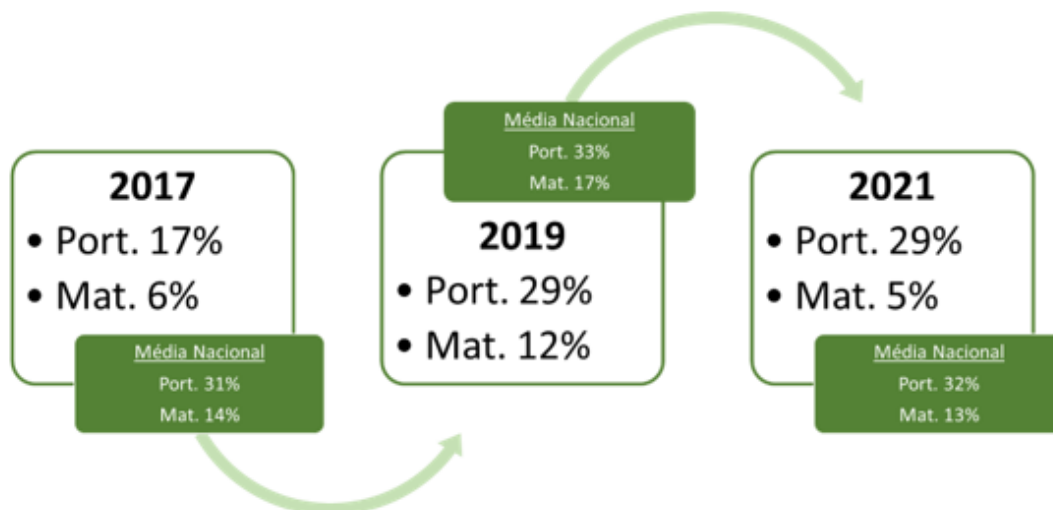 2017
• Port. 17%
• Mat. 6%
Média Nacional
Port. 31%
Mat. 14%
Média Nacional
Port. 33%
Mat. 17%
2019
• Port. 29%
• Mat. 12%
2021
• Port. 29%
• Mat. 5%
Média Nacional
Port. 32%
Mat. 13%